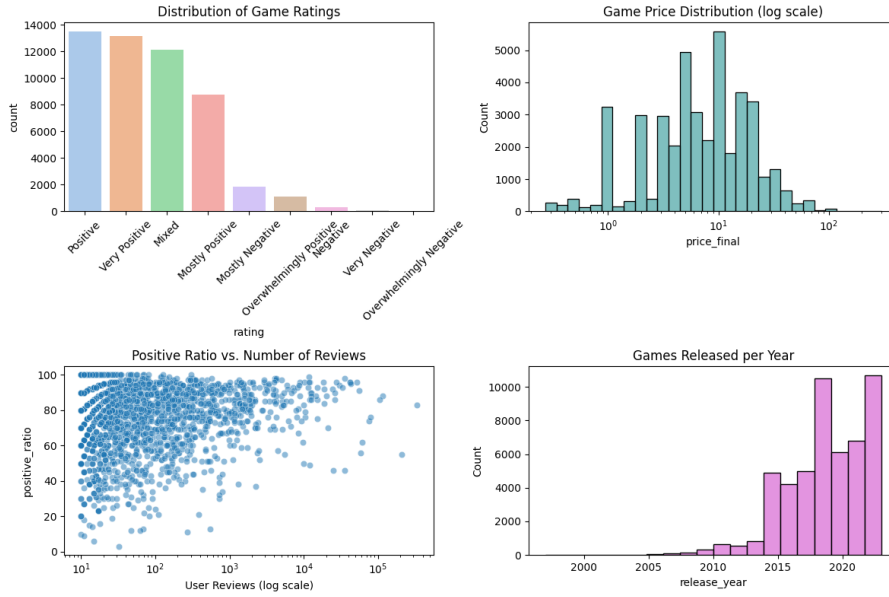 Distribution of Game Ratings
count
14000
12000
10000
8000
6000
4000
2000
0
Positive
Very Positive
Mixed
Mostly Positive
Mostly Negative
Overwhelmingly Positive
Negative
Very Negative
Overwhelmingly Negative
rating
Game Price Distribution (log scale)
Count
5000
4000
3000
2000
1000
0
10⁰
10¹
10²
price_final
Positive Ratio vs. Number of Reviews
positive_ratio
100
80
60
40
20
0
10¹
10²
10³
10⁴
10⁵
User Reviews (log scale)
Games Released per Year
Count
10000
8000
6000
4000
2000
0
2000
2005
2010
2015
2020
release_year